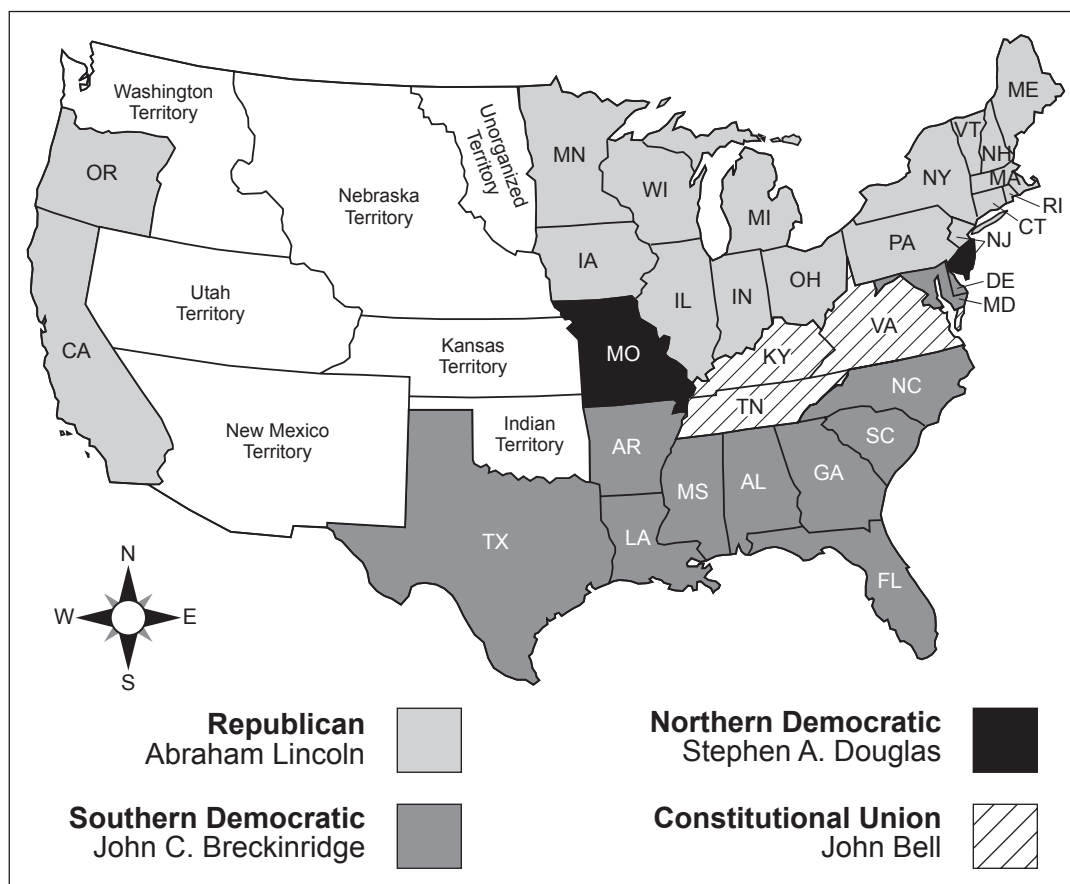 Washington
Territory
OR
Nebraska
Territory
Unorganized
Territory
MN
WI
MI
ME
VT
NH
NY
MA
RI
CT
PA
NJ
IA
OH
IL
IN
DE
MD
Utah
Territory
CA
Kansas
Territory
MO
KY
VA
New Mexico
Territory
Indian
Territory
TN
NC
AR
SC
MS
AL
GA
TX
LA
FL
N
W
E
S
Republican
Abraham Lincoln
Northern Democratic
Stephen A. Douglas
Southern Democratic
John C. Breckinridge
Constitutional Union
John Bell